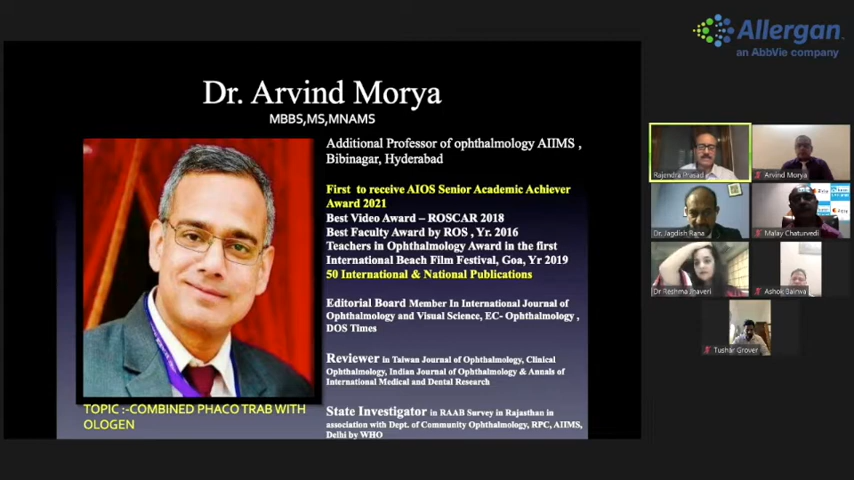 Allergan
an AbbVie company
Dr. Arvind Morya
MBBS,MS,MNAMS
Additional Professor of ophthalmology AIIMS ,
Bibinagar, Hyderabad
First to receive AIOS Senior Academic Achiever
Award 2021
Best Video Award – ROSCAR 2018
Best Faculty Award by ROS , Yr. 2016
Teachers in Ophthalmology Award in the first
International Beach Film Festival, Goa, Yr 2019
50 International & National Publications
Editorial Board Member In International Journal of
Ophthalmology and Visual Science, EC- Ophthalmology ,
DOS Times
Reviewer in Taiwan Journal of Ophthalmology, Clinical
Ophthalmology, Indian Journal of Ophthalmology & Annals of
International Medical and Dental Research
State Investigator in RAAB Survey in Rajasthan in
association with Dept. of Community Ophthalmology, RPC, AIIMS,
Delhi by WHO
TOPIC :-COMBINED PHACO TRAB WITH
OLOGEN
Rajendra Prasad
Arvind Morya
Dr. Jagdish Rana
Malay Chaturvedi
Dr Reshma Jhaveri
Ashok Bairwa
Tushar Grover